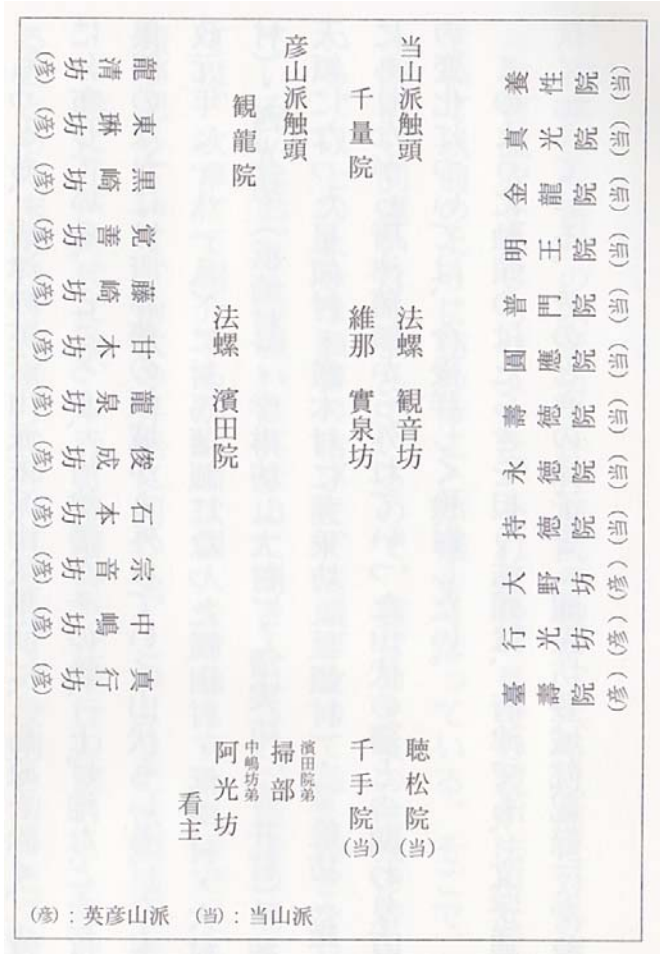 養性院(当)
真光院(当)
金龍院(当)
明王院(当)
普門院(当)
圓應院(当)
壽徳院(当)
永徳院(当)
持徳院(当)
大野坊(彦)
行光坊(彦)
臺壽院(彦)
当山派触頭
千量院
彦山派触頭
観龍院
法螺 観音坊
維那 實泉坊
法螺 濱田院
聴松院(当)
千手院(当)
濱田院弟
掃部
中嶋坊弟
阿光坊
看主
龍清坊(彦)
東琳坊(彦)
黒崎坊(彦)
覚善坊(彦)
藤崎坊(彦)
甘木坊(彦)
龍泉坊(彦)
俊成坊(彦)
石本坊(彦)
宗音坊(彦)
中嶋坊(彦)
真行坊(彦)
(彦)：英彦山派 (当)：当山派